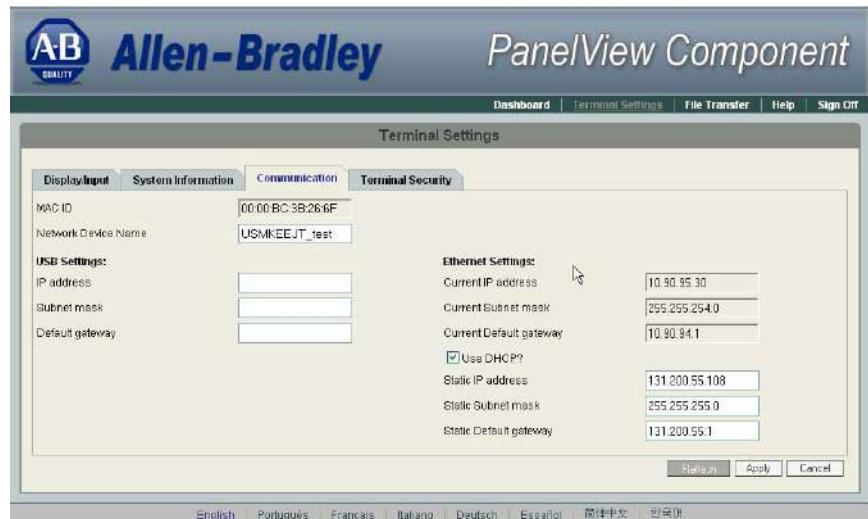 A-B
QUALITY
Allen-Bradley
PanelView Component
Dashboard | Terminal Settings | File Transfer | Help | Sign Off
Terminal Settings
Display/Input System Information Communication Terminal Security
MAC ID 00:00:BC:3B:26:6F
Network Device Name USMKEEJT_test
USB Settings: Ethernet Settings:
IP address Current IP address 10.90.95.30
Subnet mask Current Subnet mask 255.255.254.0
Default gateway Current Default gateway 10.90.94.1
Use DHCP?
Static IP address 131.200.55.108
Static Subnet mask 255.255.255.0
Static Default gateway 131.200.55.1
Refresh Apply Cancel
English | Português | Français | Italiano | Deutsch | Español | 简体中文 | 한국어